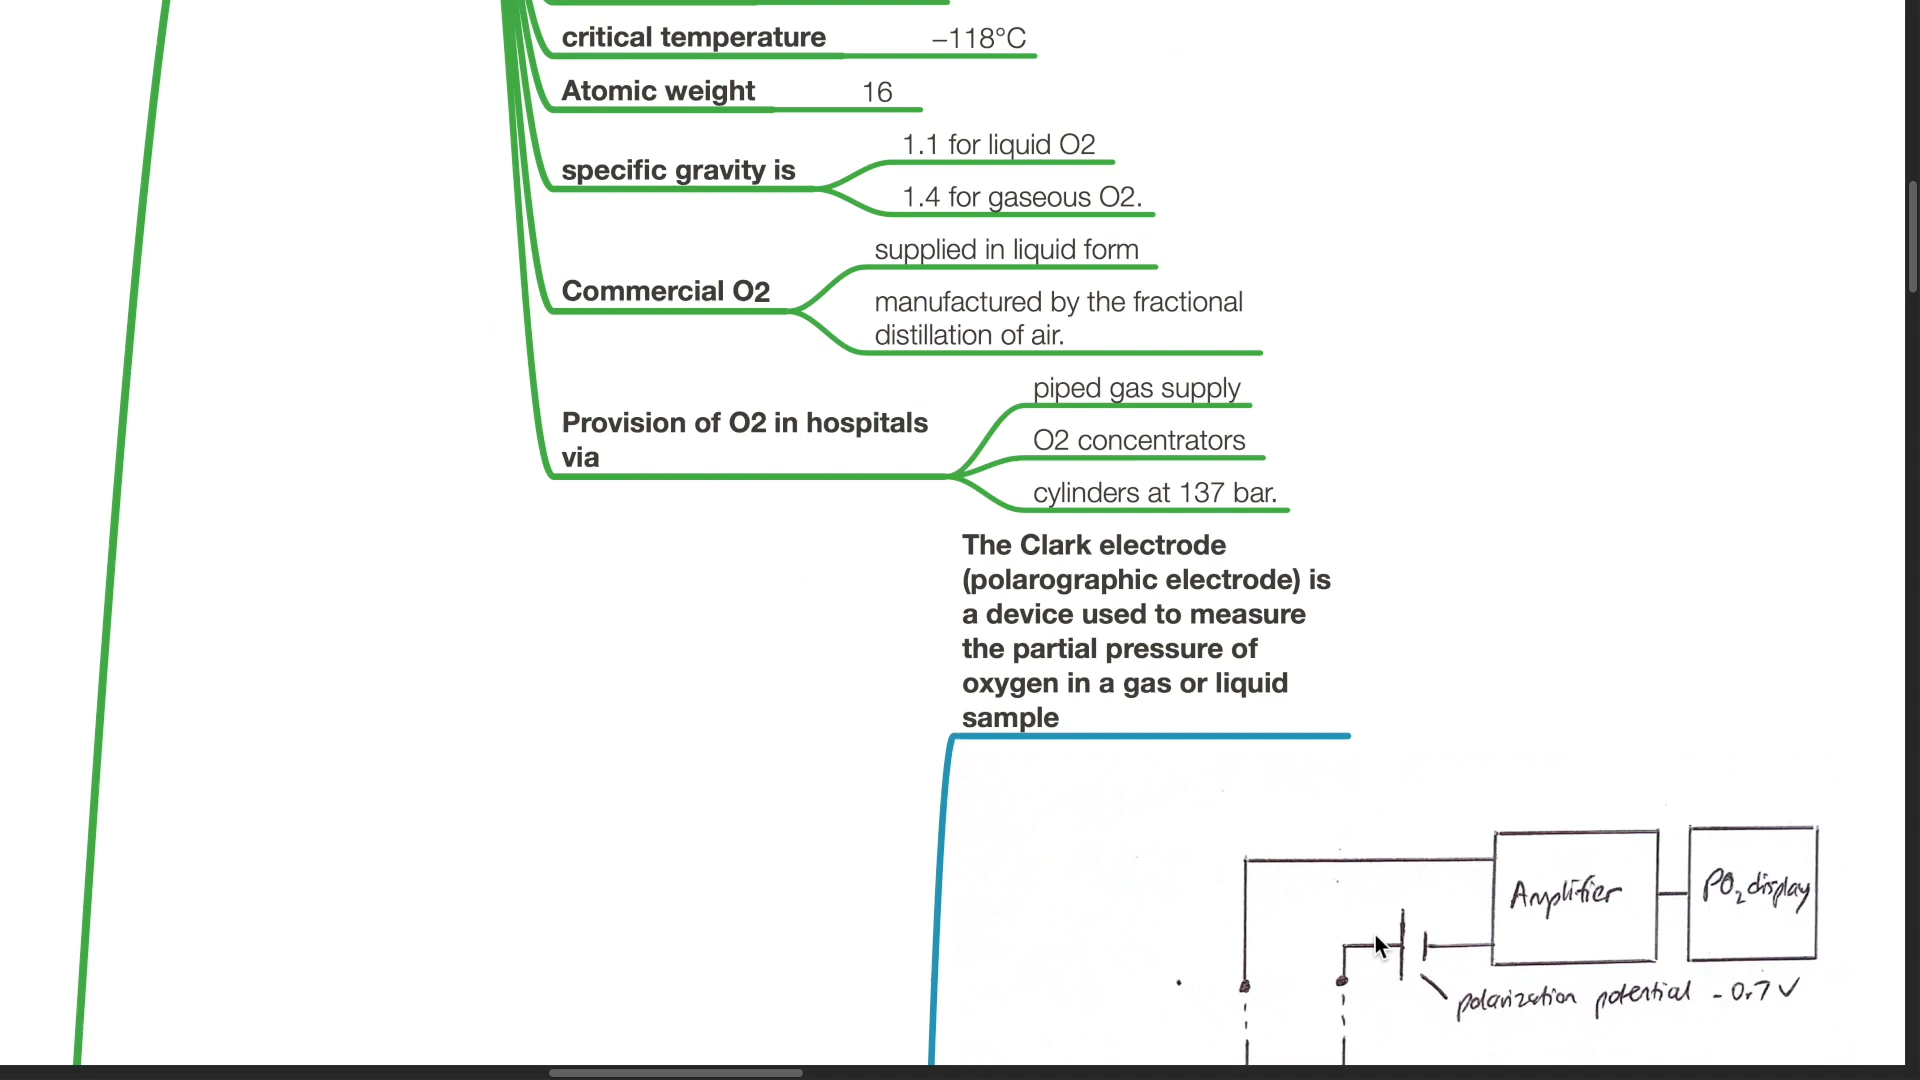 critical temperature –118°C
Atomic weight 16
specific gravity is
1.1 for liquid O2
1.4 for gaseous O2.
Commercial O2
supplied in liquid form
manufactured by the fractional
distillation of air.
Provision of O2 in hospitals
via
piped gas supply
O2 concentrators
cylinders at 137 bar.
The Clark electrode
(polarographic electrode) is
a device used to measure
the partial pressure of
oxygen in a gas or liquid
sample
Amplifier
PO₂ display
polarization potential - 0.7 V